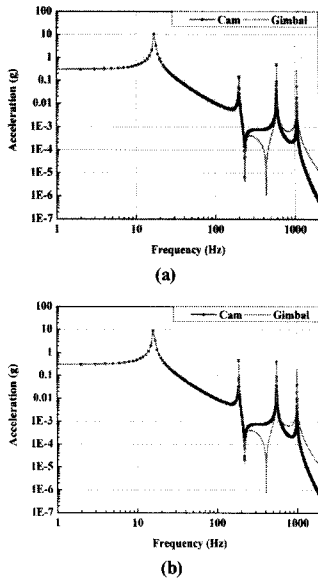 Cam Gimbal
100
10
1
0.1
0.01
1E-3
1E-4
1E-5
1E-6
1E-7
Acceleration (g)
1 10 100 1000
Frequency (Hz)
(a)
Cam Gimbal
100
10
1
0.1
0.01
1E-3
1E-4
1E-5
1E-6
1E-7
Acceleration (g)
1 10 100 1000
Frequency (Hz)
(b)